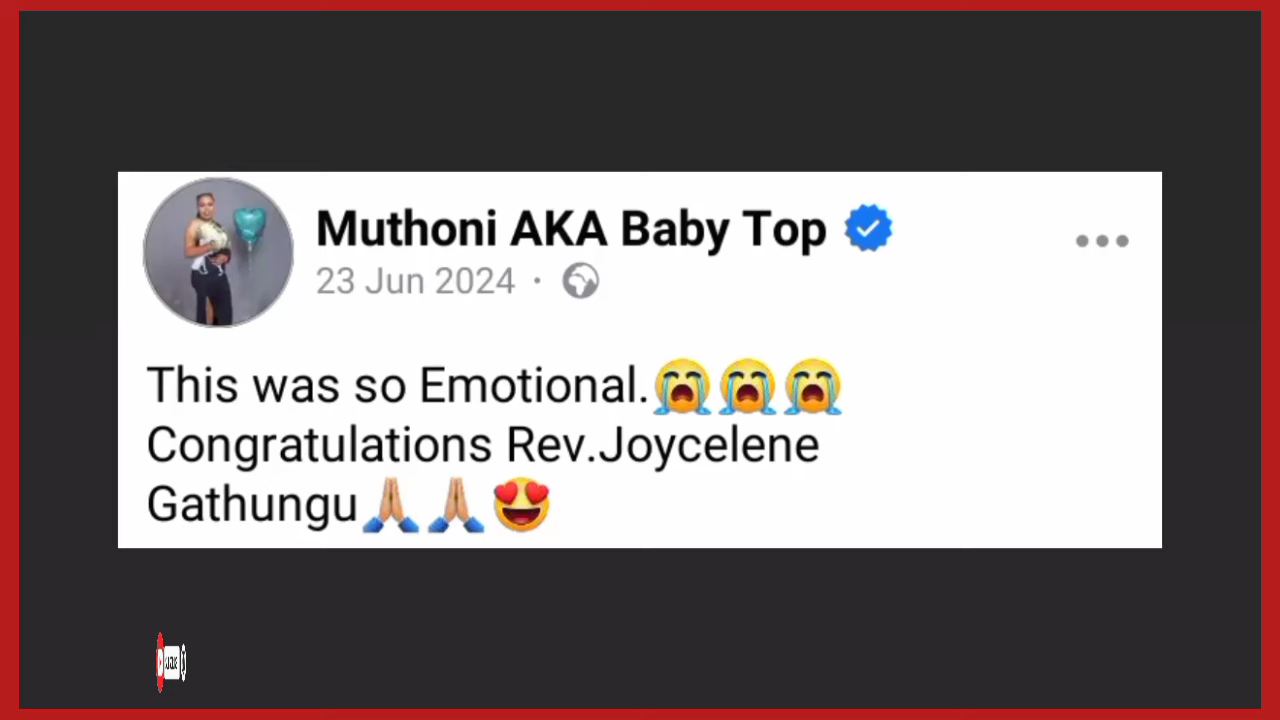 Muthoni AKA Baby Top
23 Jun 2024 ·
This was so Emotional.😭😭😭
Congratulations Rev.Joycelene
Gathungu🙏🏼🙏🏼😍